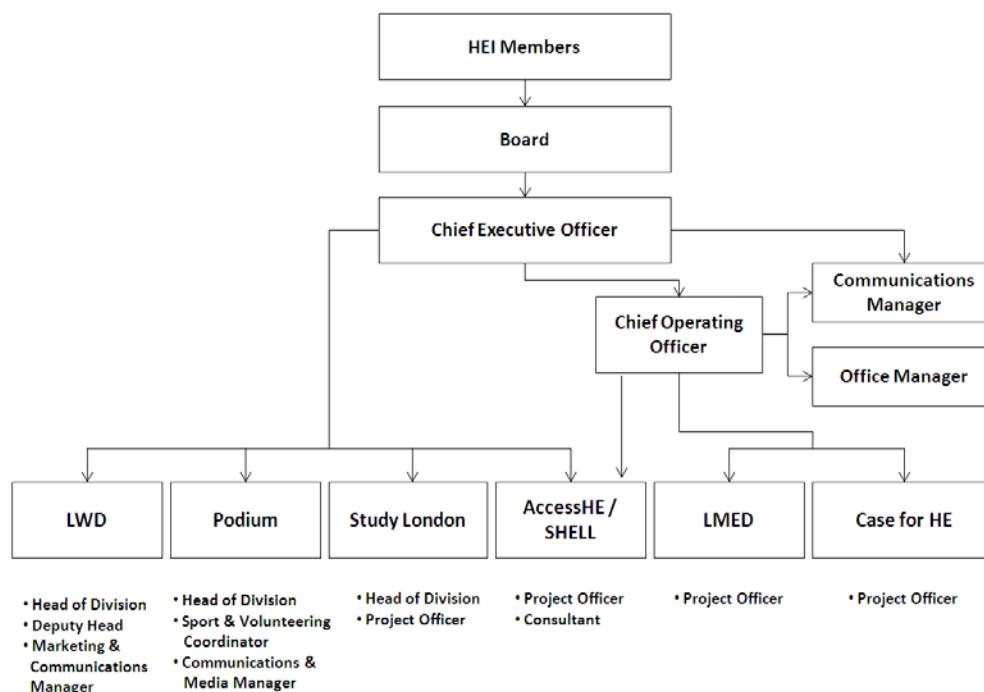 HEI Members
Board
Chief Executive Officer
Communications
Manager
Chief Operating
Officer
Office Manager
LWD
Podium
Study London
AccessHE /
SHELL
LMED
Case for HE
• Head of Division
• Deputy Head
• Marketing &
Communications
Manager
• Head of Division
• Sport & Volunteering
Coordinator
• Communications &
Media Manager
• Head of Division
• Project Officer
• Project Officer
• Consultant
• Project Officer
• Project Officer